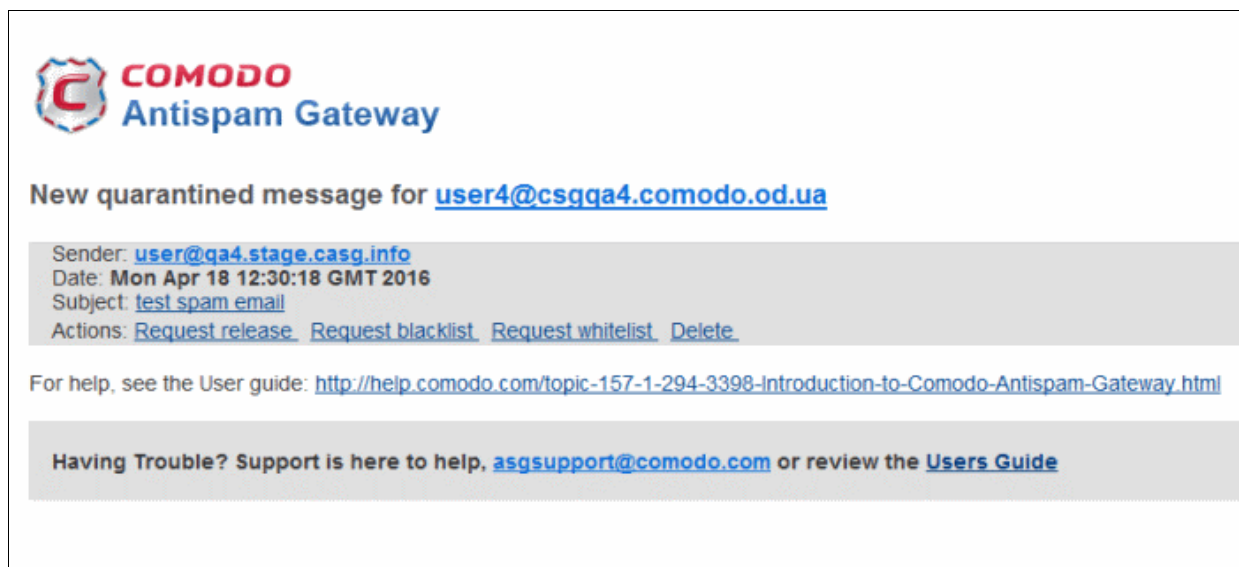 C COMODO
Antispam Gateway
New quarantined message for user4@csgqa4.comodo.od.ua
Sender: user@qa4.stage.casg.info
Date: Mon Apr 18 12:30:18 GMT 2016
Subject: test spam email
Actions: Request release Request blacklist Request whitelist Delete
For help, see the User guide: http://help.comodo.com/topic-157-1-294-3398-Introduction-to-Comodo-Antispam-Gateway.html
Having Trouble? Support is here to help, asgsupport@comodo.com or review the Users Guide